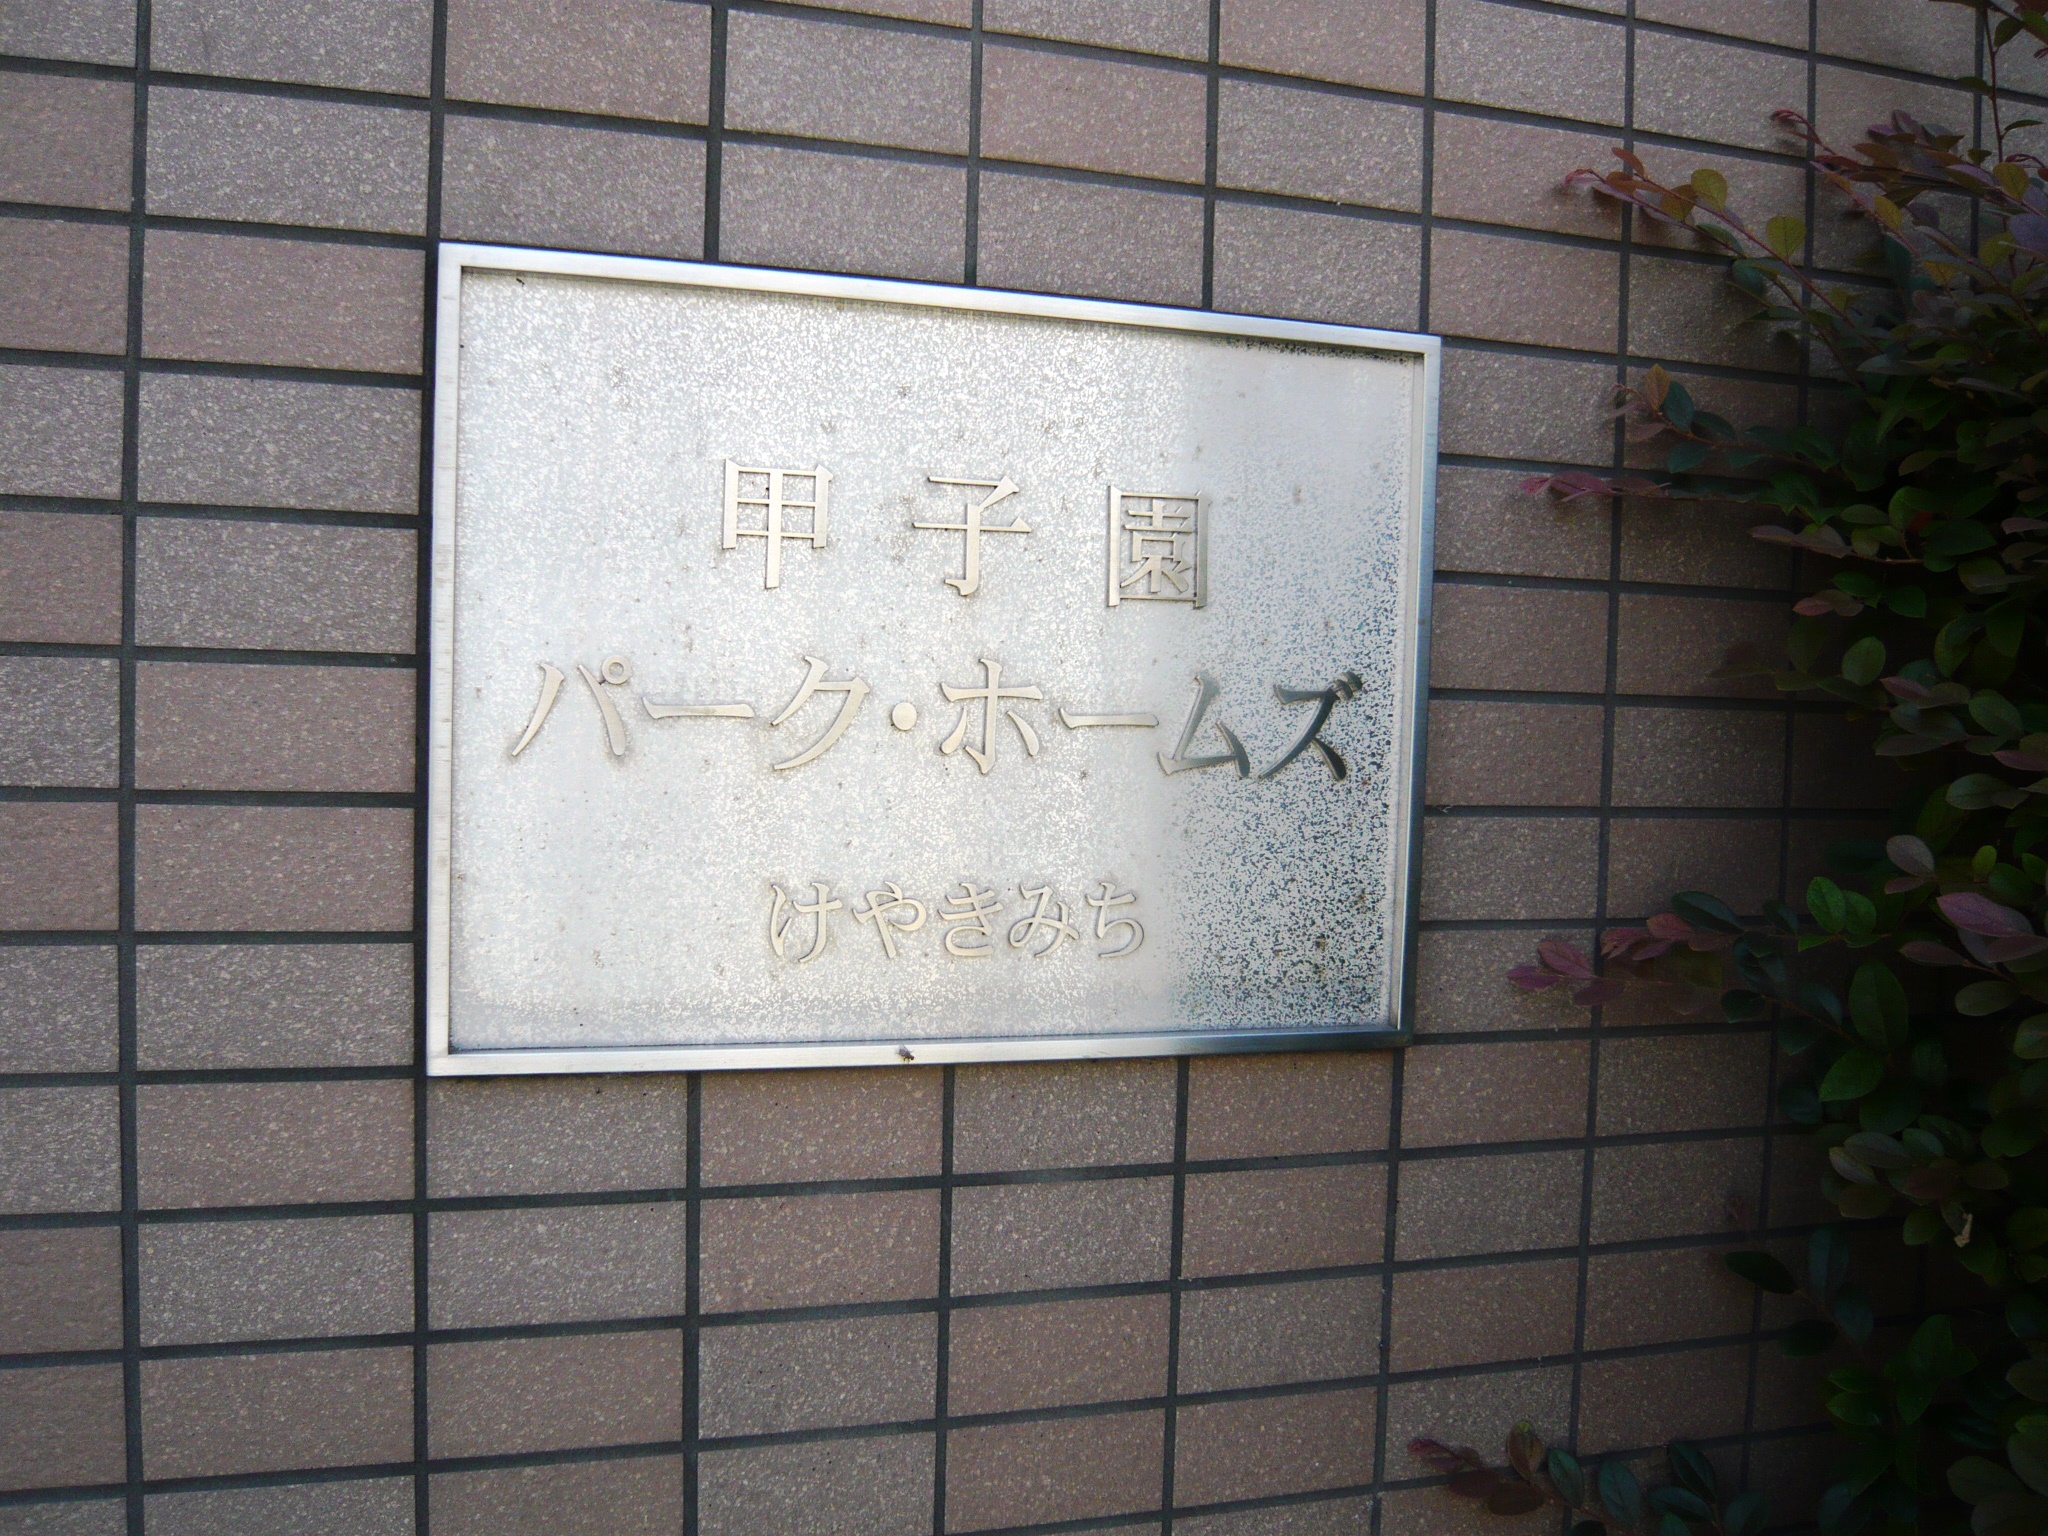 甲子園
パーク・ホームズ
けやきみち